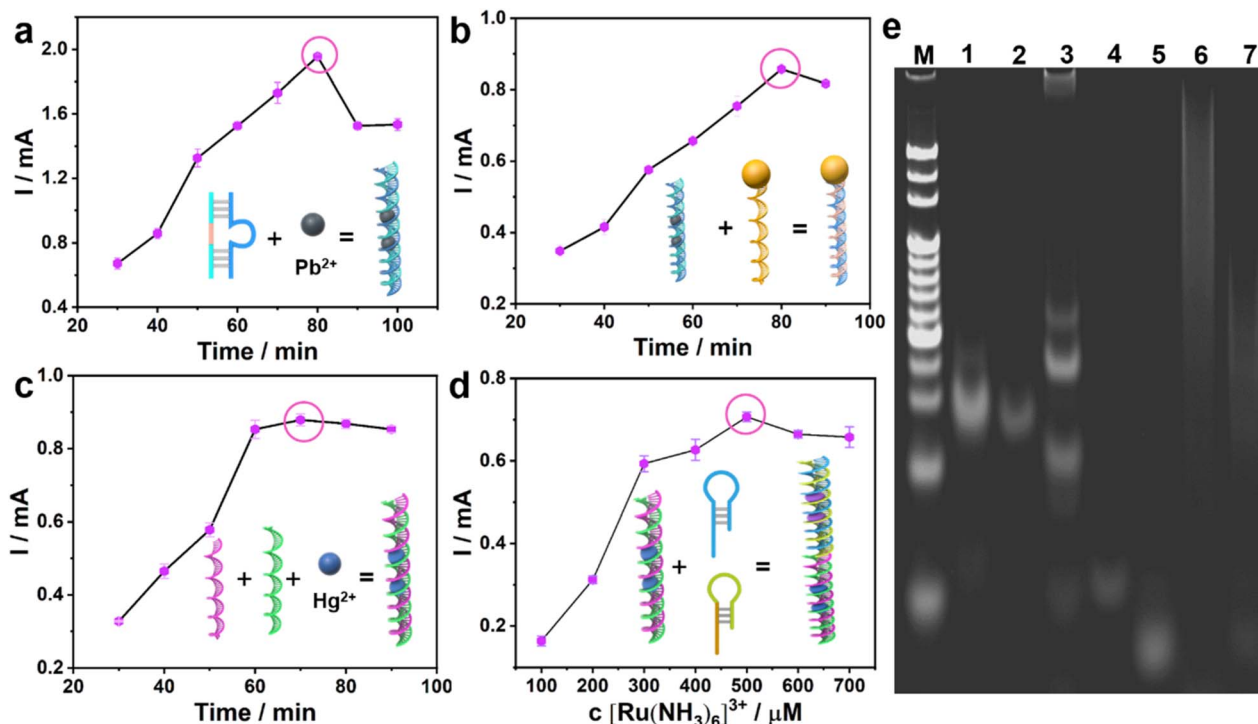 a
I / mA
2.0
1.6
1.2
0.8
0.4
20 40 60 80 100
Time / min
+ =
Pb2+
b
I / mA
1.0
0.8
0.6
0.4
0.2
20 40 60 80 100
Time / min
+ =
c
I / mA
1.0
0.8
0.6
0.4
0.2
20 40 60 80 100
Time / min
+ + =
Hg2+
d
I / mA
0.8
0.6
0.4
0.2
100 200 300 400 500 600 700
c [Ru(NH3)6]3+ / μM
+ =
e
M 1 2 3 4 5 6 7